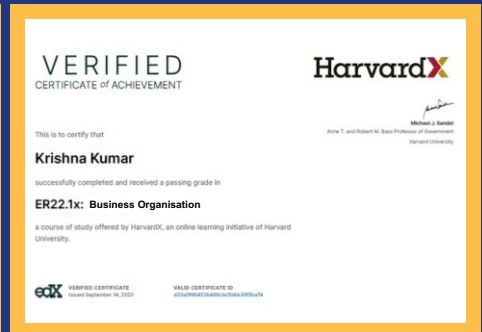 VERIFIED
CERTIFICATE of ACHIEVEMENT
HarvardX
Michael J. Sandel
Anne T. and Robert M. Bass Professor of Government
Harvard University
This is to certify that
Krishna Kumar
successfully completed and received a passing grade in
ER22.1x: Business Organisation
a course of study offered by HarvardX, an online learning initiative of Harvard
University.
edX
VERIFIED CERTIFICATE
Issued September 14, 2020
VALID CERTIFICATE ID